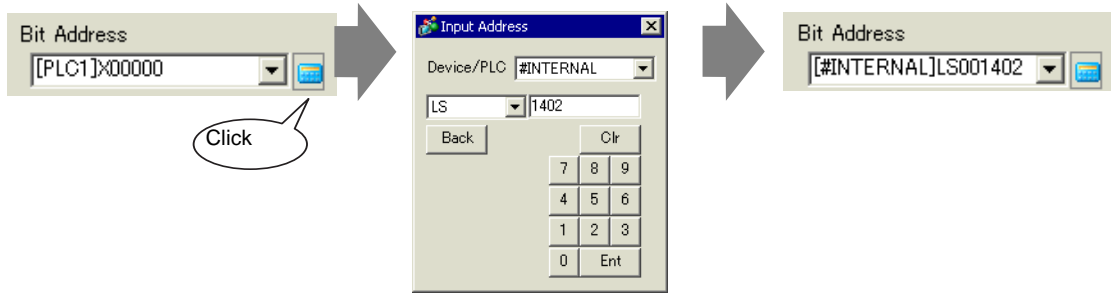 Bit Address
[PLC1]X00000
Click
Input Address
Device/PLC #INTERNAL
LS 1402
Back Clr
7 8 9
4 5 6
1 2 3
0 Ent
Bit Address
[#INTERNAL]LS001402